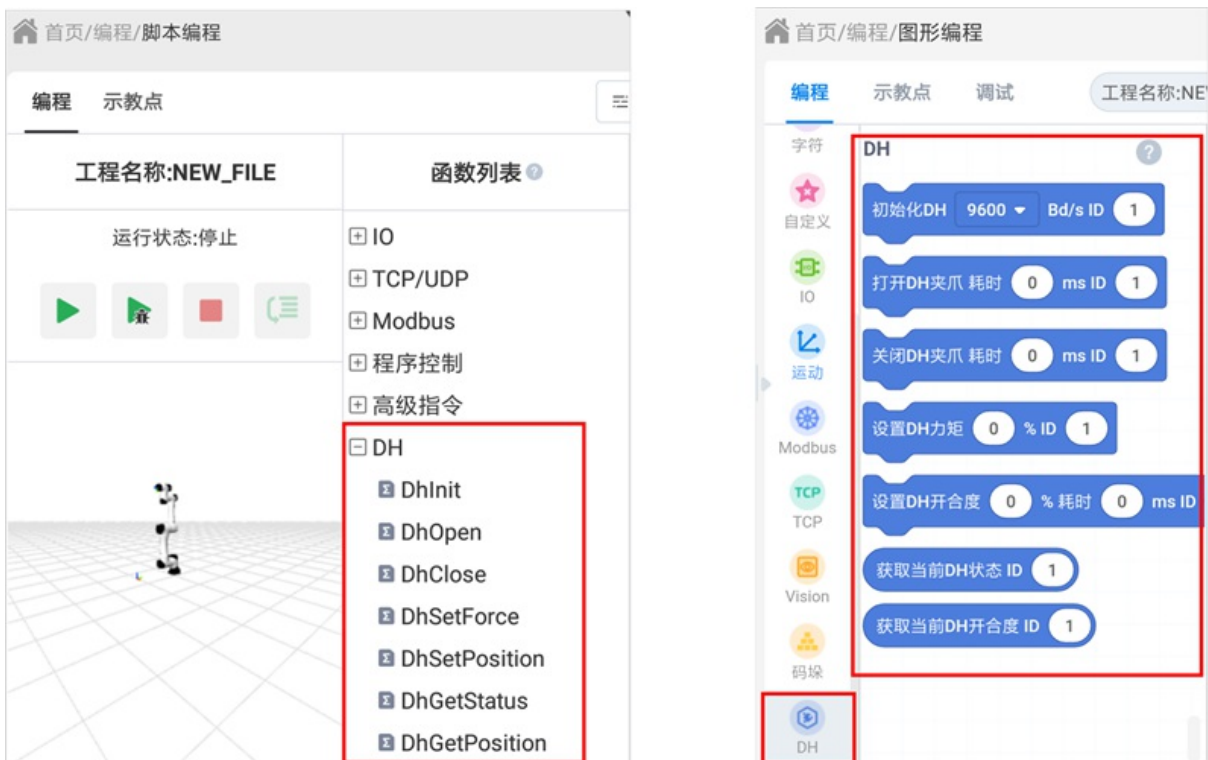 首页/编程/脚本编程
编程 示教点
工程名称:NEW_FILE
函数列表 ?
运行状态:停止
IO
TCP/UDP
Modbus
程序控制
高级指令
DH
DhInit
DhOpen
DhClose
DhSetForce
DhSetPosition
DhGetStatus
DhGetPosition
首页/编程/图形编程
编程 示教点 调试 工程名称:NE
字符
自定义
IO
运动
Modbus
TCP
TCP
Vision
码垛
DH
DH ?
初始化DH 9600 Bd/s ID 1
打开DH夹爪 耗时 0 ms ID 1
关闭DH夹爪 耗时 0 ms ID 1
设置DH力矩 0 % ID 1
设置DH开合度 0 % 耗时 0 ms ID
获取当前DH状态 ID 1
获取当前DH开合度 ID 1